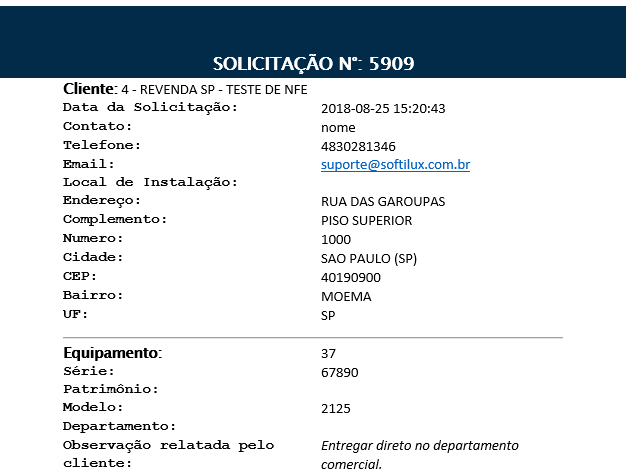 SOLICITAÇÃO N°: 5909
Cliente: 4 - REVENDA SP - TESTE DE NFE
Data da Solicitação: 2018-08-25 15:20:43
Contato: nome
Telefone: 4830281346
Email: suporte@softilux.com.br
Local de Instalação:
Endereço: RUA DAS GAROUPAS
Complemento: PISO SUPERIOR
Numero: 1000
Cidade: SAO PAULO (SP)
CEP: 40190900
Bairro: MOEMA
UF: SP
Equipamento: 37
Série: 67890
Patrimônio:
Modelo: 2125
Departamento:
Observação relatada pelo Entregar direto no departamento
cliente: comercial.